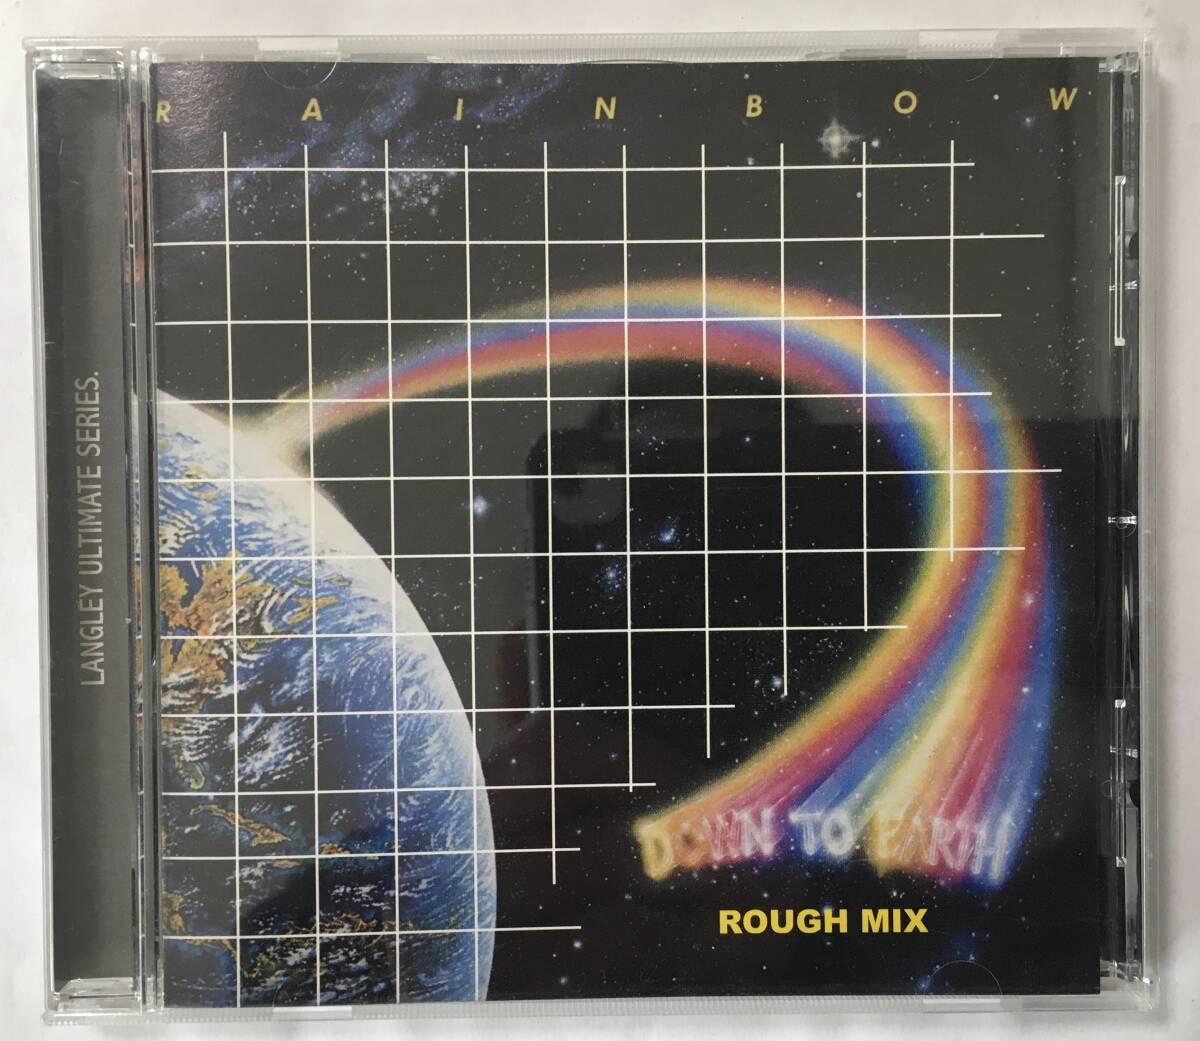 R A I N B O W
LANGLEY ULTIMATE SERIES.
DOWN TO EARTH
ROUGH MIX